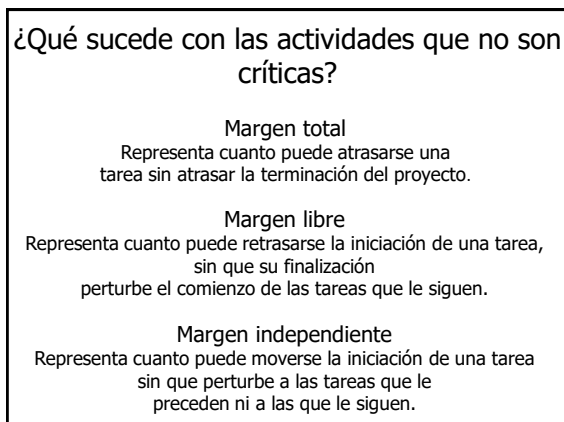 ¿Qué sucede con las actividades que no son
críticas?
Margen total
Representa cuanto puede atrasarse una
tarea sin atrasar la terminación del proyecto.
Margen libre
Representa cuanto puede retrasarse la iniciación de una tarea,
sin que su finalización
perturbe el comienzo de las tareas que le siguen.
Margen independiente
Representa cuanto puede moverse la iniciación de una tarea
sin que perturbe a las tareas que le
preceden ni a las que le siguen.